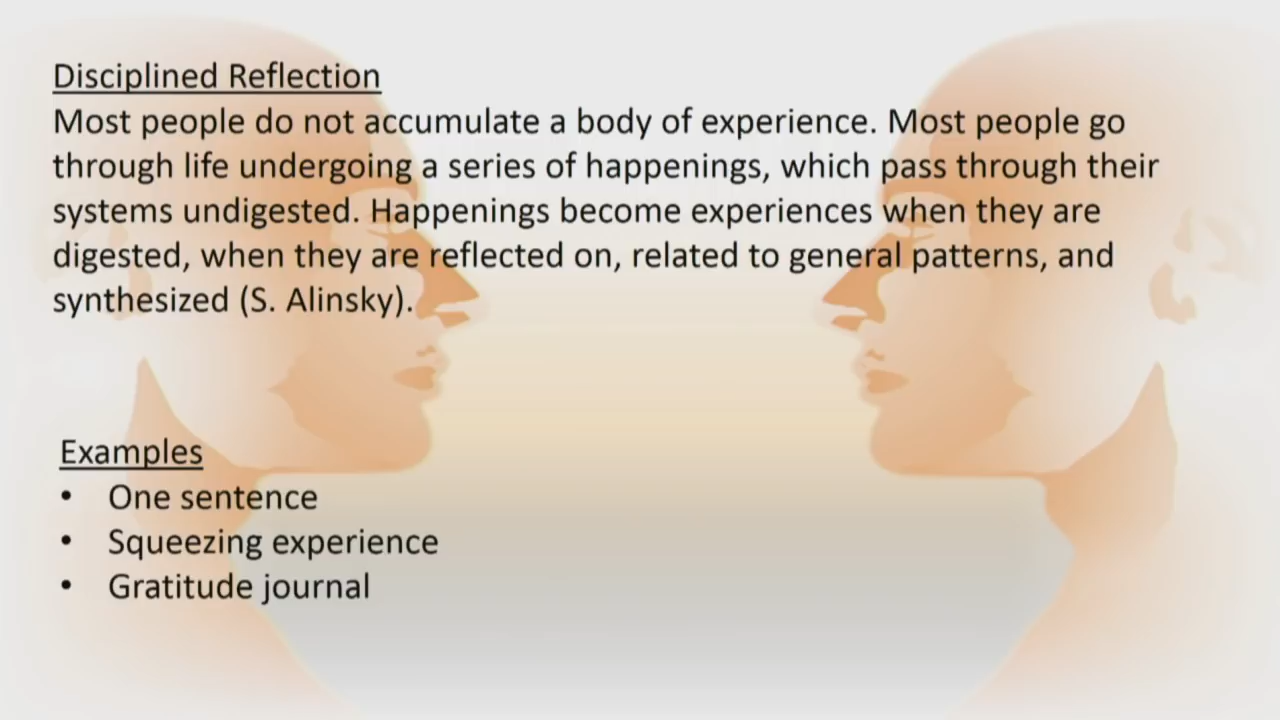 Disciplined Reflection
Most people do not accumulate a body of experience. Most people go
through life undergoing a series of happenings, which pass through their
systems undigested. Happenings become experiences when they are
digested, when they are reflected on, related to general patterns, and
synthesized (S. Alinsky).
Examples
• One sentence
• Squeezing experience
• Gratitude journal